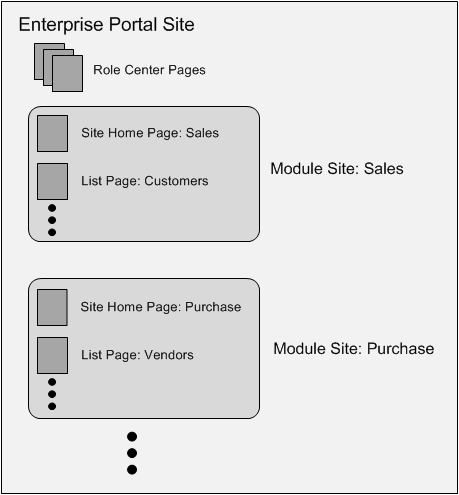 Enterprise Portal Site
Role Center Pages
Site Home Page: Sales
List Page: Customers
Module Site: Sales
Site Home Page: Purchase
List Page: Vendors
Module Site: Purchase